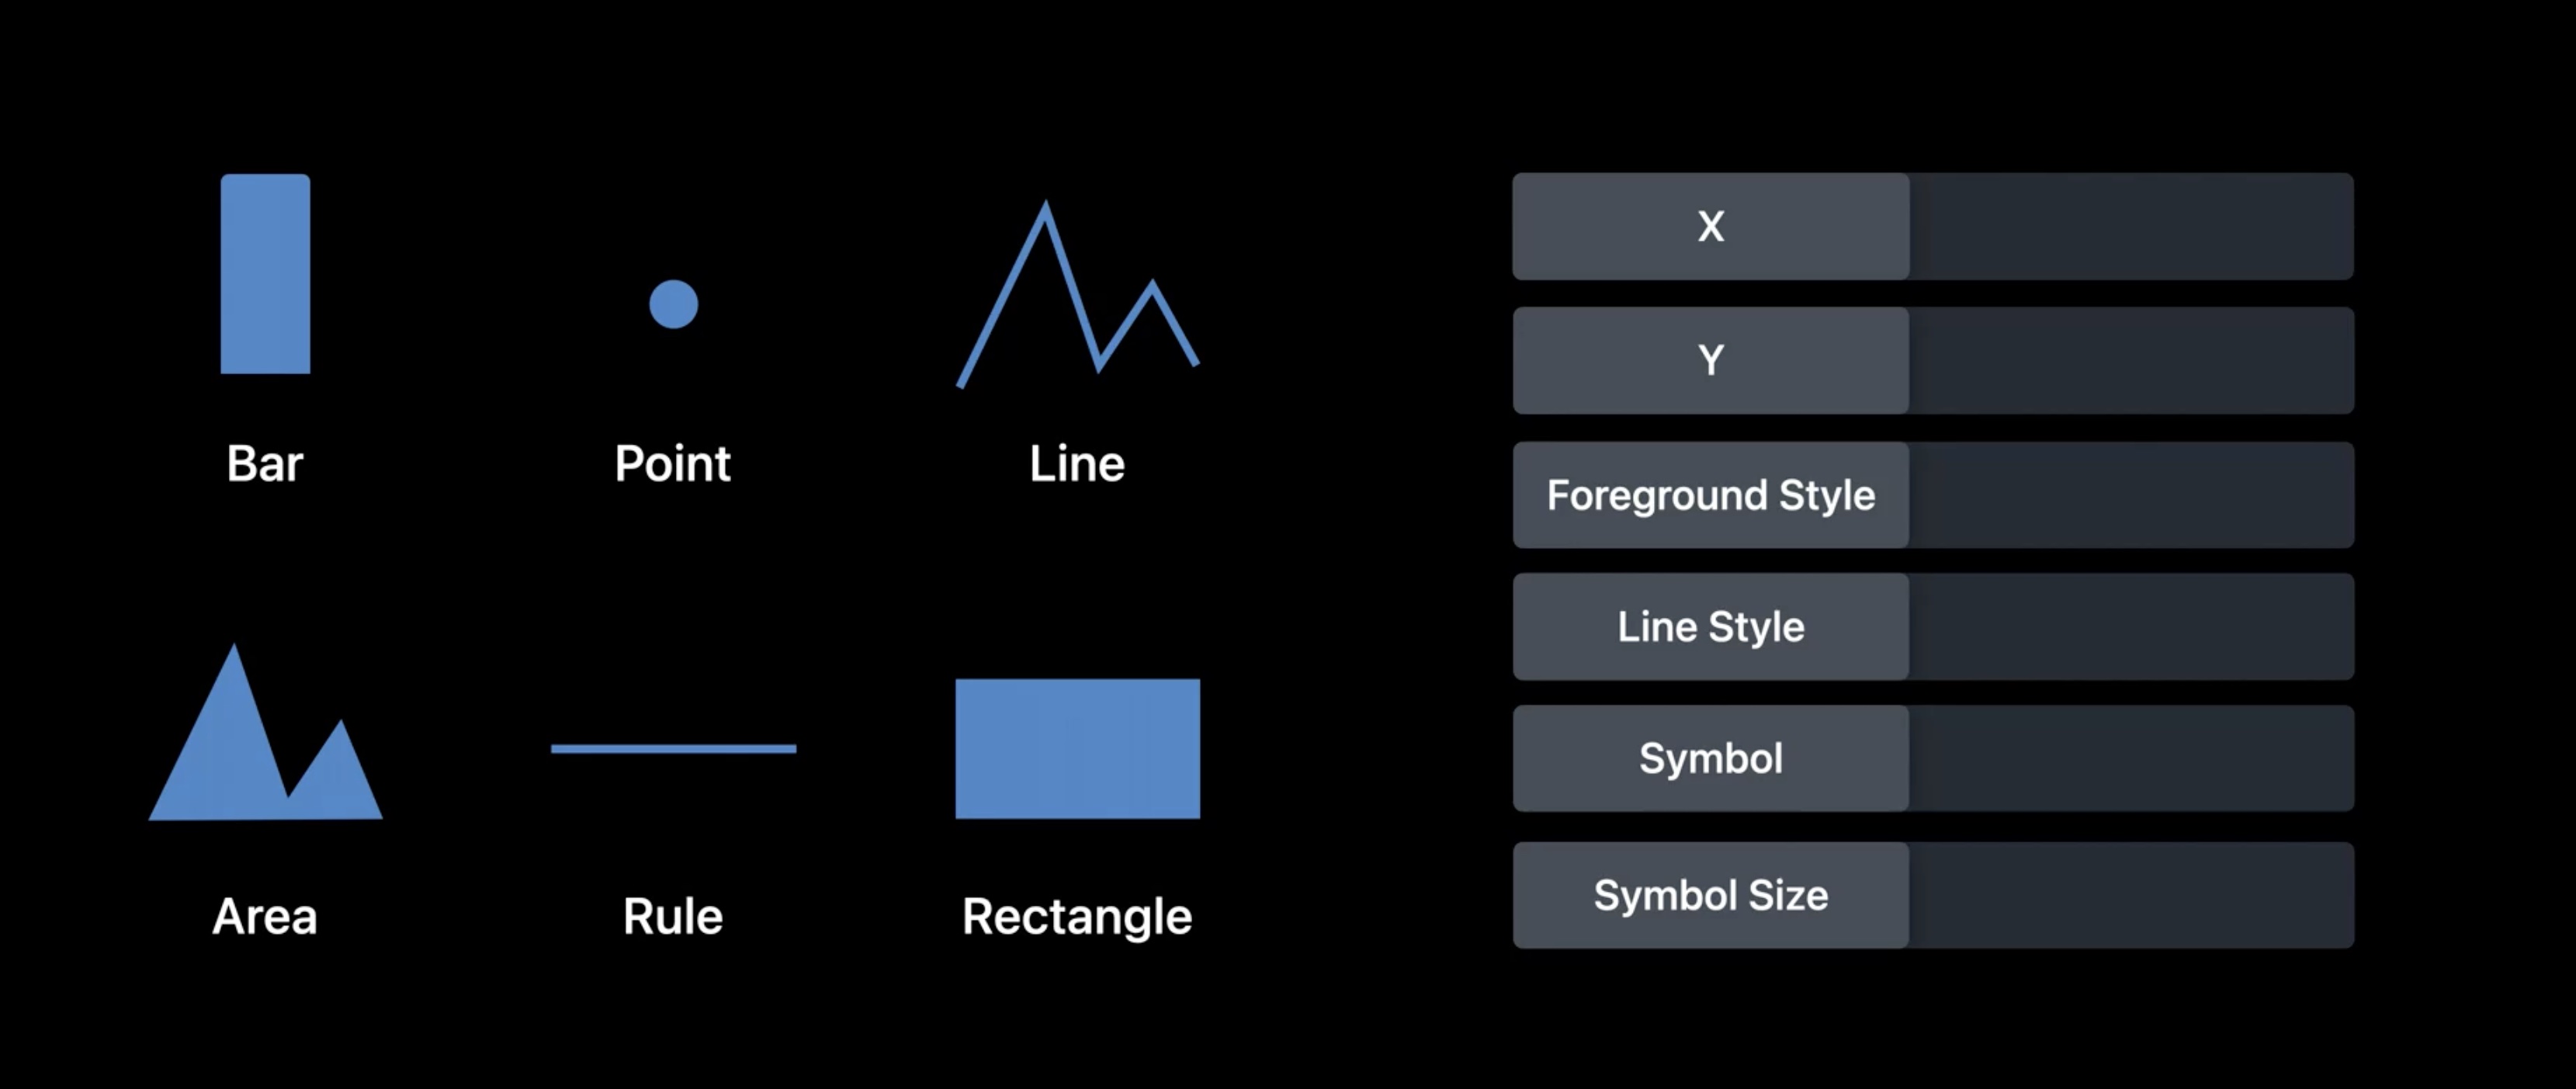 Bar
Point
Line
Area
Rule
Rectangle
X
Y
Foreground Style
Line Style
Symbol
Symbol Size